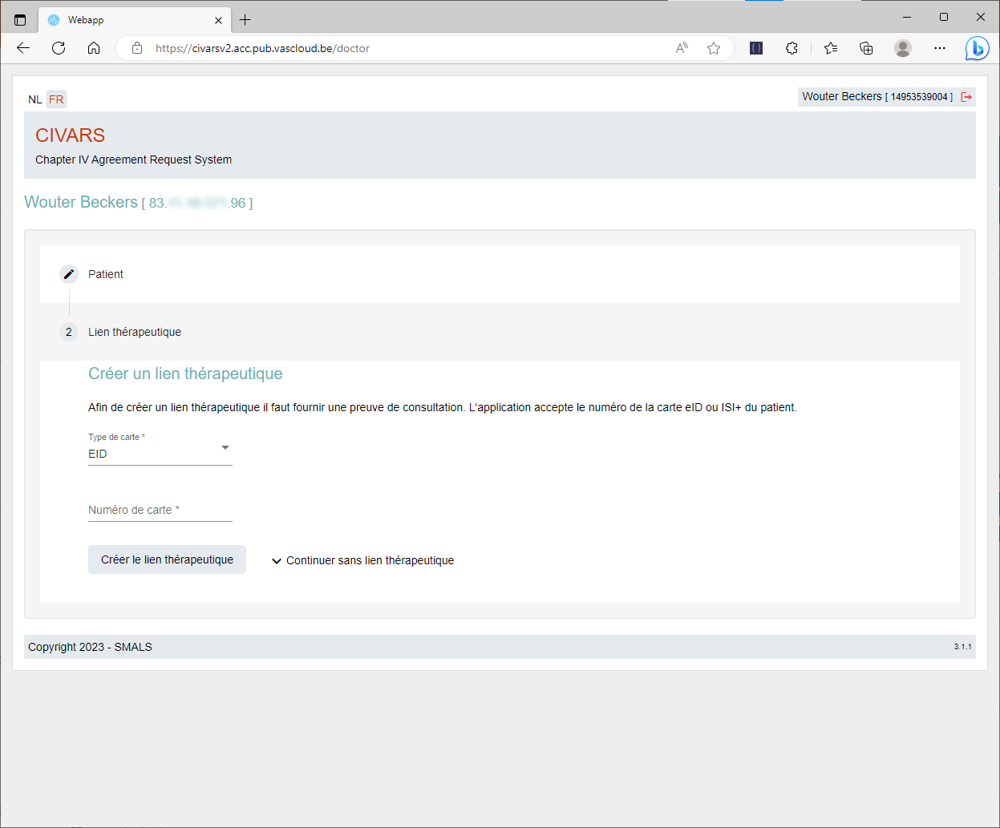 Webapp
https://civarsv2.acc.pub.vascloud.be/doctor
NL FR
Wouter Beckers [ 14953539004 ]
CIVARS
Chapter IV Agreement Request System
Wouter Beckers [ 83. .96 ]
Patient
2 Lien thérapeutique
Créer un lien thérapeutique
Afin de créer un lien thérapeutique il faut fournir une preuve de consultation. L'application accepte le numéro de la carte eID ou ISI+ du patient.
Type de carte *
EID
Numéro de carte *
Créer le lien thérapeutique
Continuer sans lien thérapeutique
Copyright 2023 - SMALS
3.1.1